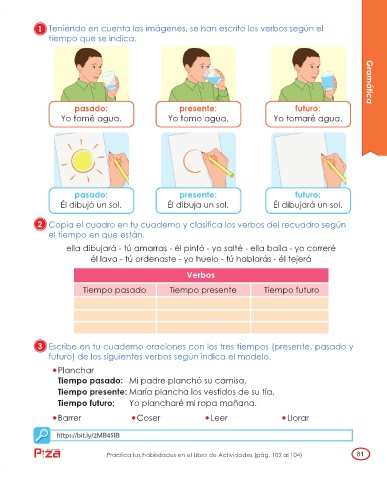 1 Teniendo en cuenta las imágenes, se han escrito los verbos según el
tiempo que se indica.
Gramática
pasado:
Yo tomé agua.
presente:
Yo tomo agua.
futuro:
Yo tomaré agua.
pasado:
Él dibujó un sol.
presente:
Él dibuja un sol.
futuro:
Él dibujará un sol.
2 Copia el cuadro en tu cuaderno y clasifica los verbos del recuadro según
el tiempo en que están.
ella dibujará - tú amarras - él pintó - yo salté - ella baila - yo correré
él lava - tú ordenaste - yo huelo - tú hablarás - él tejerá
Verbos
Tiempo pasado Tiempo presente Tiempo futuro
3 Escribe en tu cuaderno oraciones con los tres tiempos (presente, pasado y
futuro) de los siguientes verbos según indica el modelo.
• Planchar
Tiempo pasado: Mi padre planchó su camisa.
Tiempo presente: María plancha los vestidos de su tía.
Tiempo futuro: Yo plancharé mi ropa mañana.
• Barrer • Coser • Leer • Llorar
https://bit.ly/2MB4SlB
Piza
Practica tus habilidades en el Libro de Actividades (pág. 102 al 104)
81